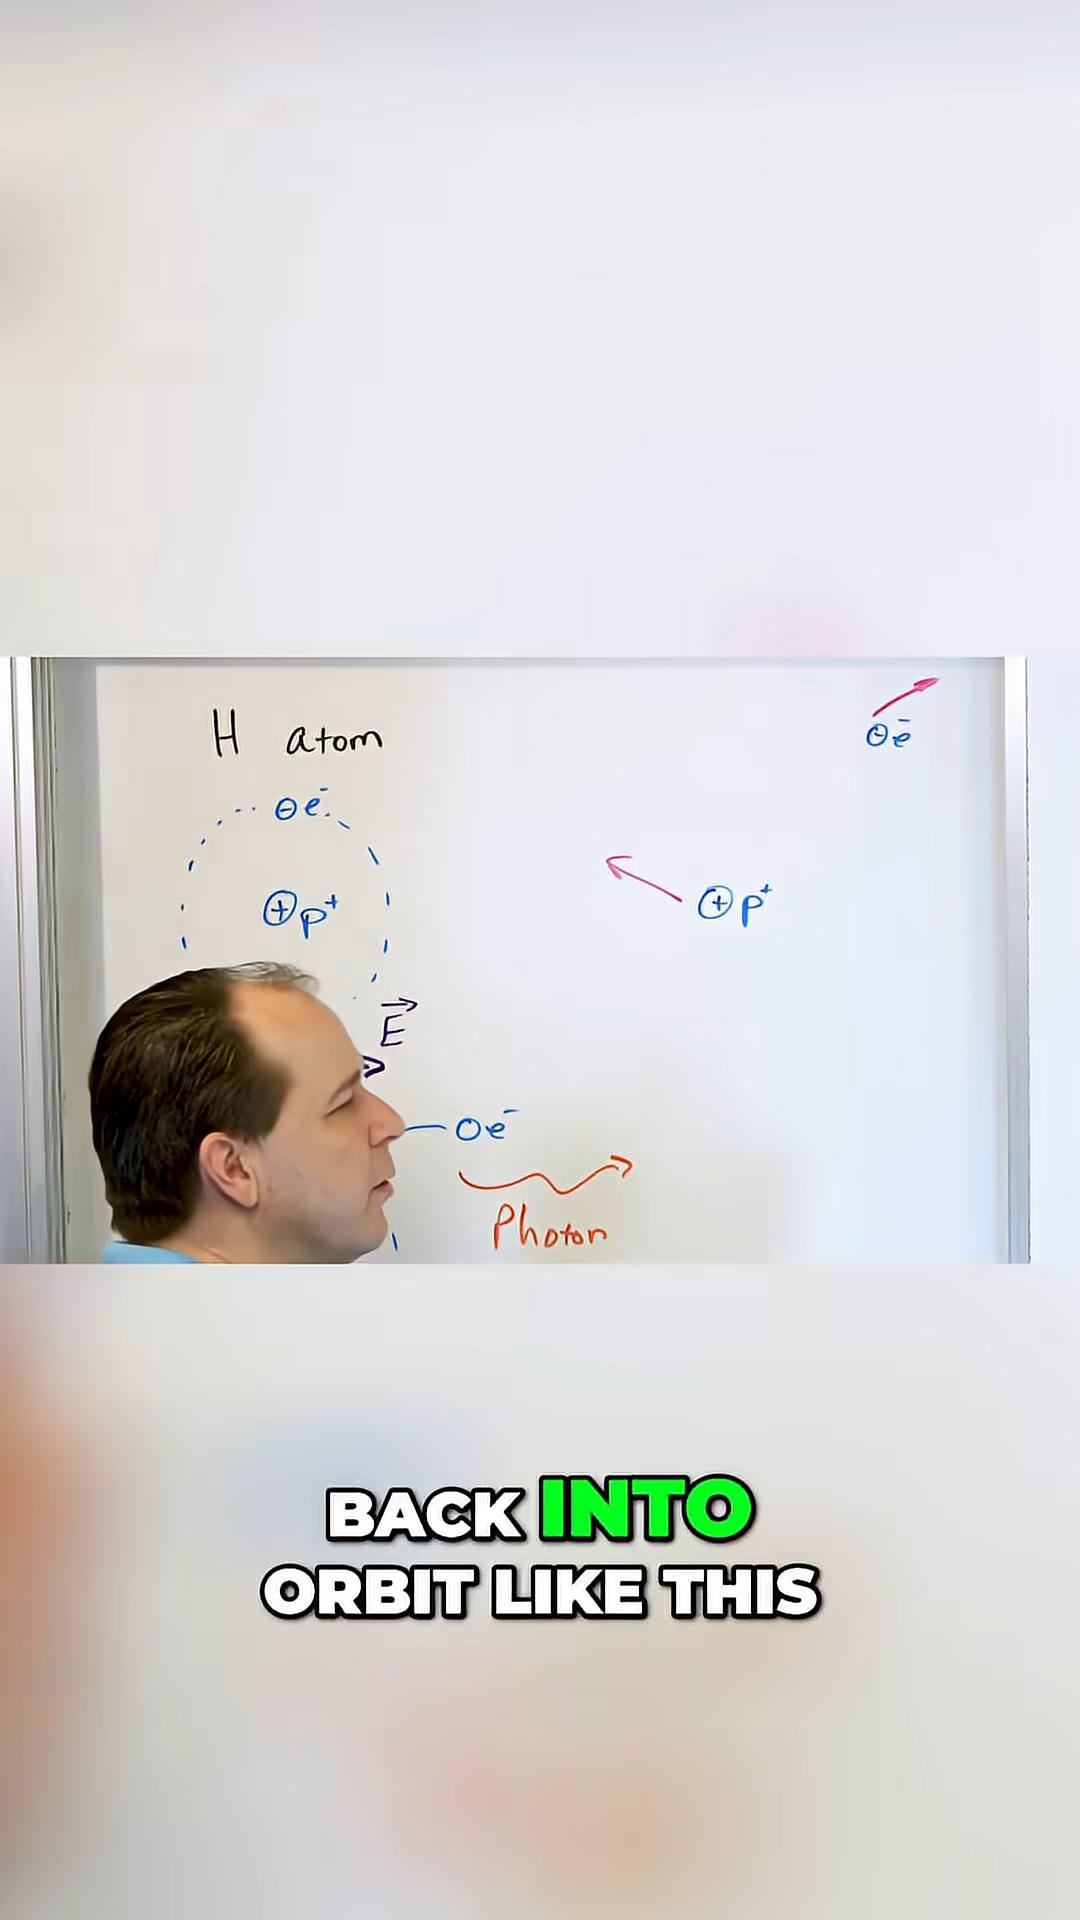 H atom
⊖ e⁻
⊖ e⁻
⊕ p⁺
⊕ p⁺
E
O e⁻
Photon
BACK INTO
ORBIT LIKE THIS